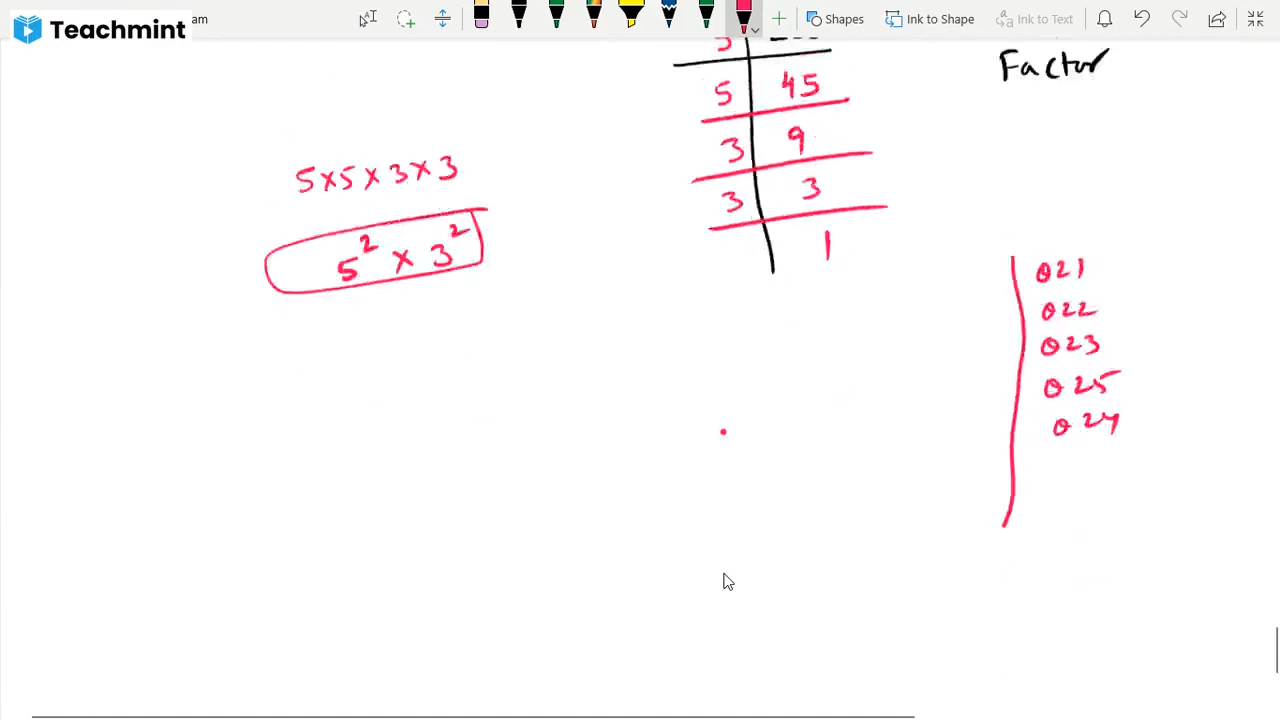 Teachmint
am
Shapes
Ink to Shape
Ink to Text
Factor
5 45
3 9
3 3
1
5×5×3×3
5² × 3²
Q21
Q22
Q23
Q25
Q24